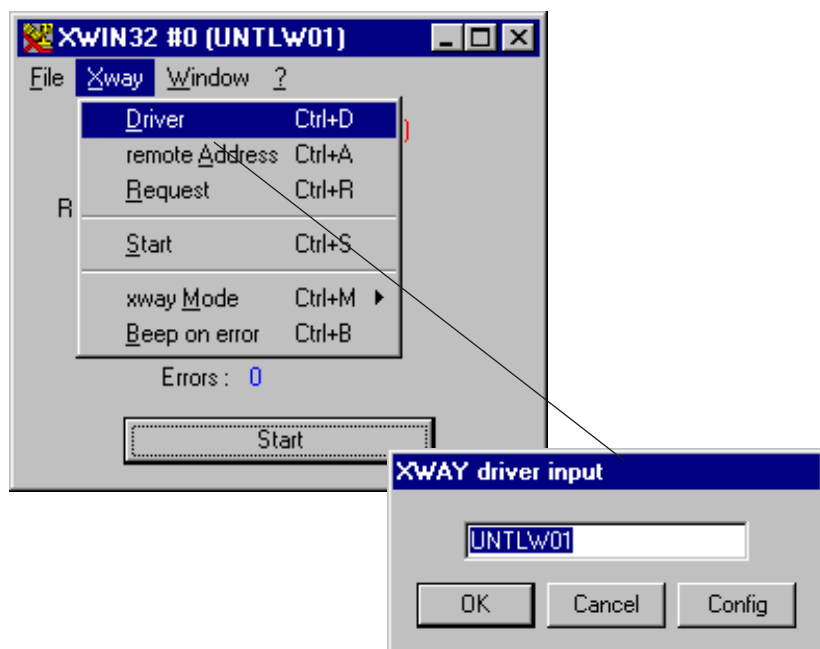 XWIN32 #0 (UNTLW01)
File Xway Window ?
Driver Ctrl+D
)
remote Address Ctrl+A
Request Ctrl+R
R
Start Ctrl+S
xway Mode Ctrl+M
Beep on error Ctrl+B
Errors : 0
Start
XWAY driver input
UNTLW01
OK Cancel Config